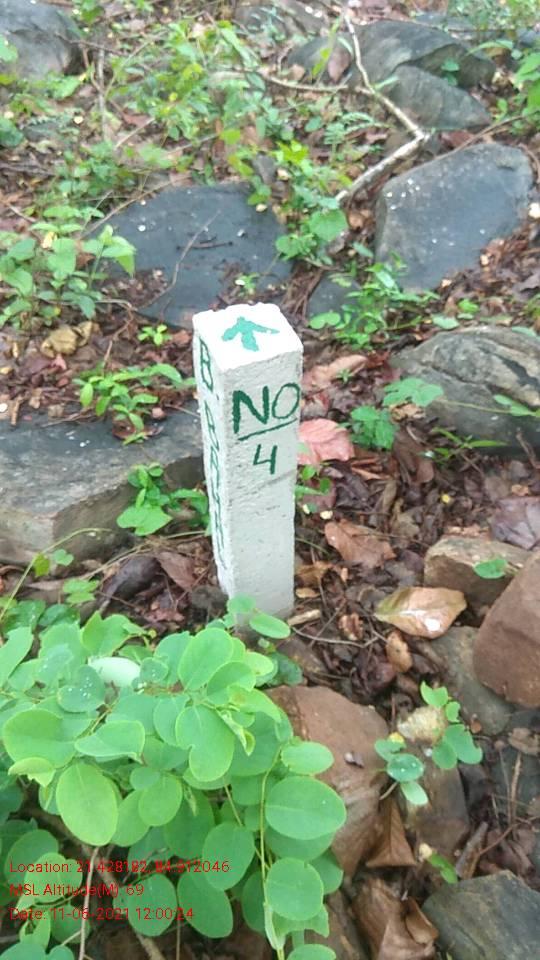 NO
4
Location: 21.428182, 84.312046
MSL Altitude(M): 69
Date: 11-06-2021 12:00:24